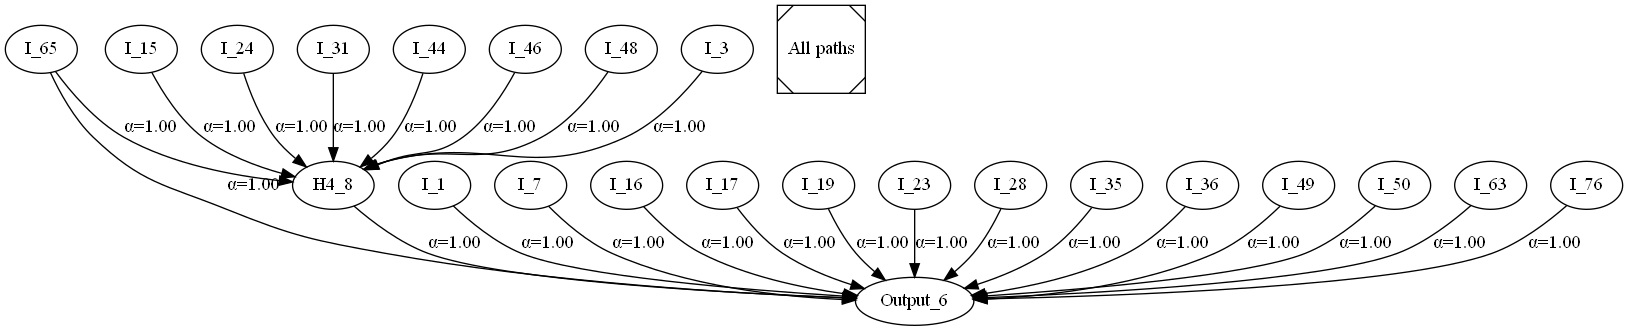 I_65 I_15 I_24 I_31 I_44 I_46 I_48 I_3 All paths
α=1.00 α=1.00 α=1.00 α=1.00 α=1.00 α=1.00 α=1.00 α=1.00
α=1.00 H4_8 I_1 I_7 I_16 I_17 I_19 I_23 I_28 I_35 I_36 I_49 I_50 I_63 I_76
α=1.00 α=1.00 α=1.00 α=1.00 α=1.00 α=1.00 α=1.00 α=1.00 α=1.00 α=1.00 α=1.00 α=1.00 α=1.00 α=1.00
Output_6